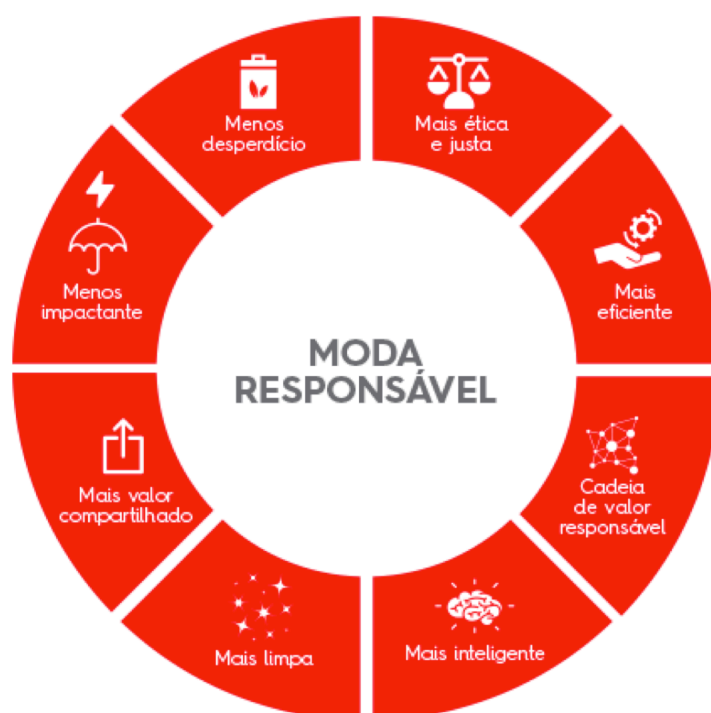 Menos
desperdício
Mais ética
e justa
Mais
eficiente
Cadeia
de valor
responsável
Mais inteligente
Mais limpa
Mais valor
compartilhado
Menos
impactante
MODA
RESPONSÁVEL